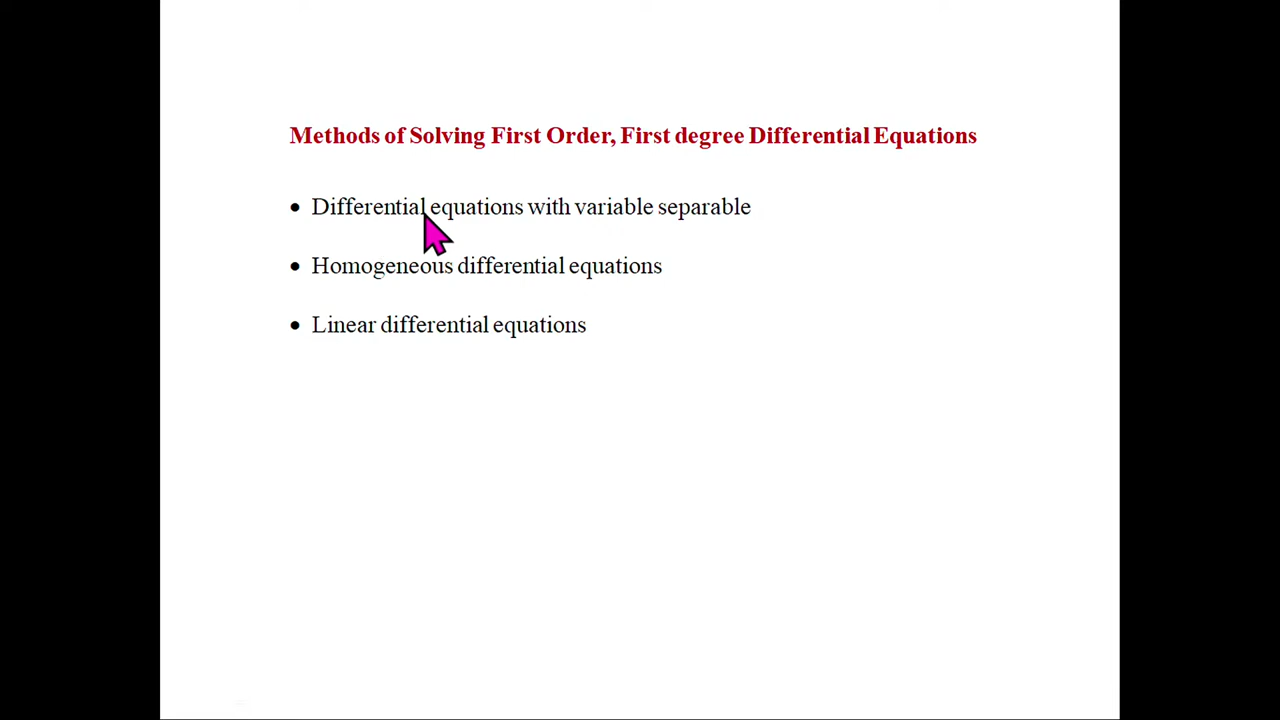 Methods of Solving First Order, First degree Differential Equations
• Differential equations with variable separable
• Homogeneous differential equations
• Linear differential equations